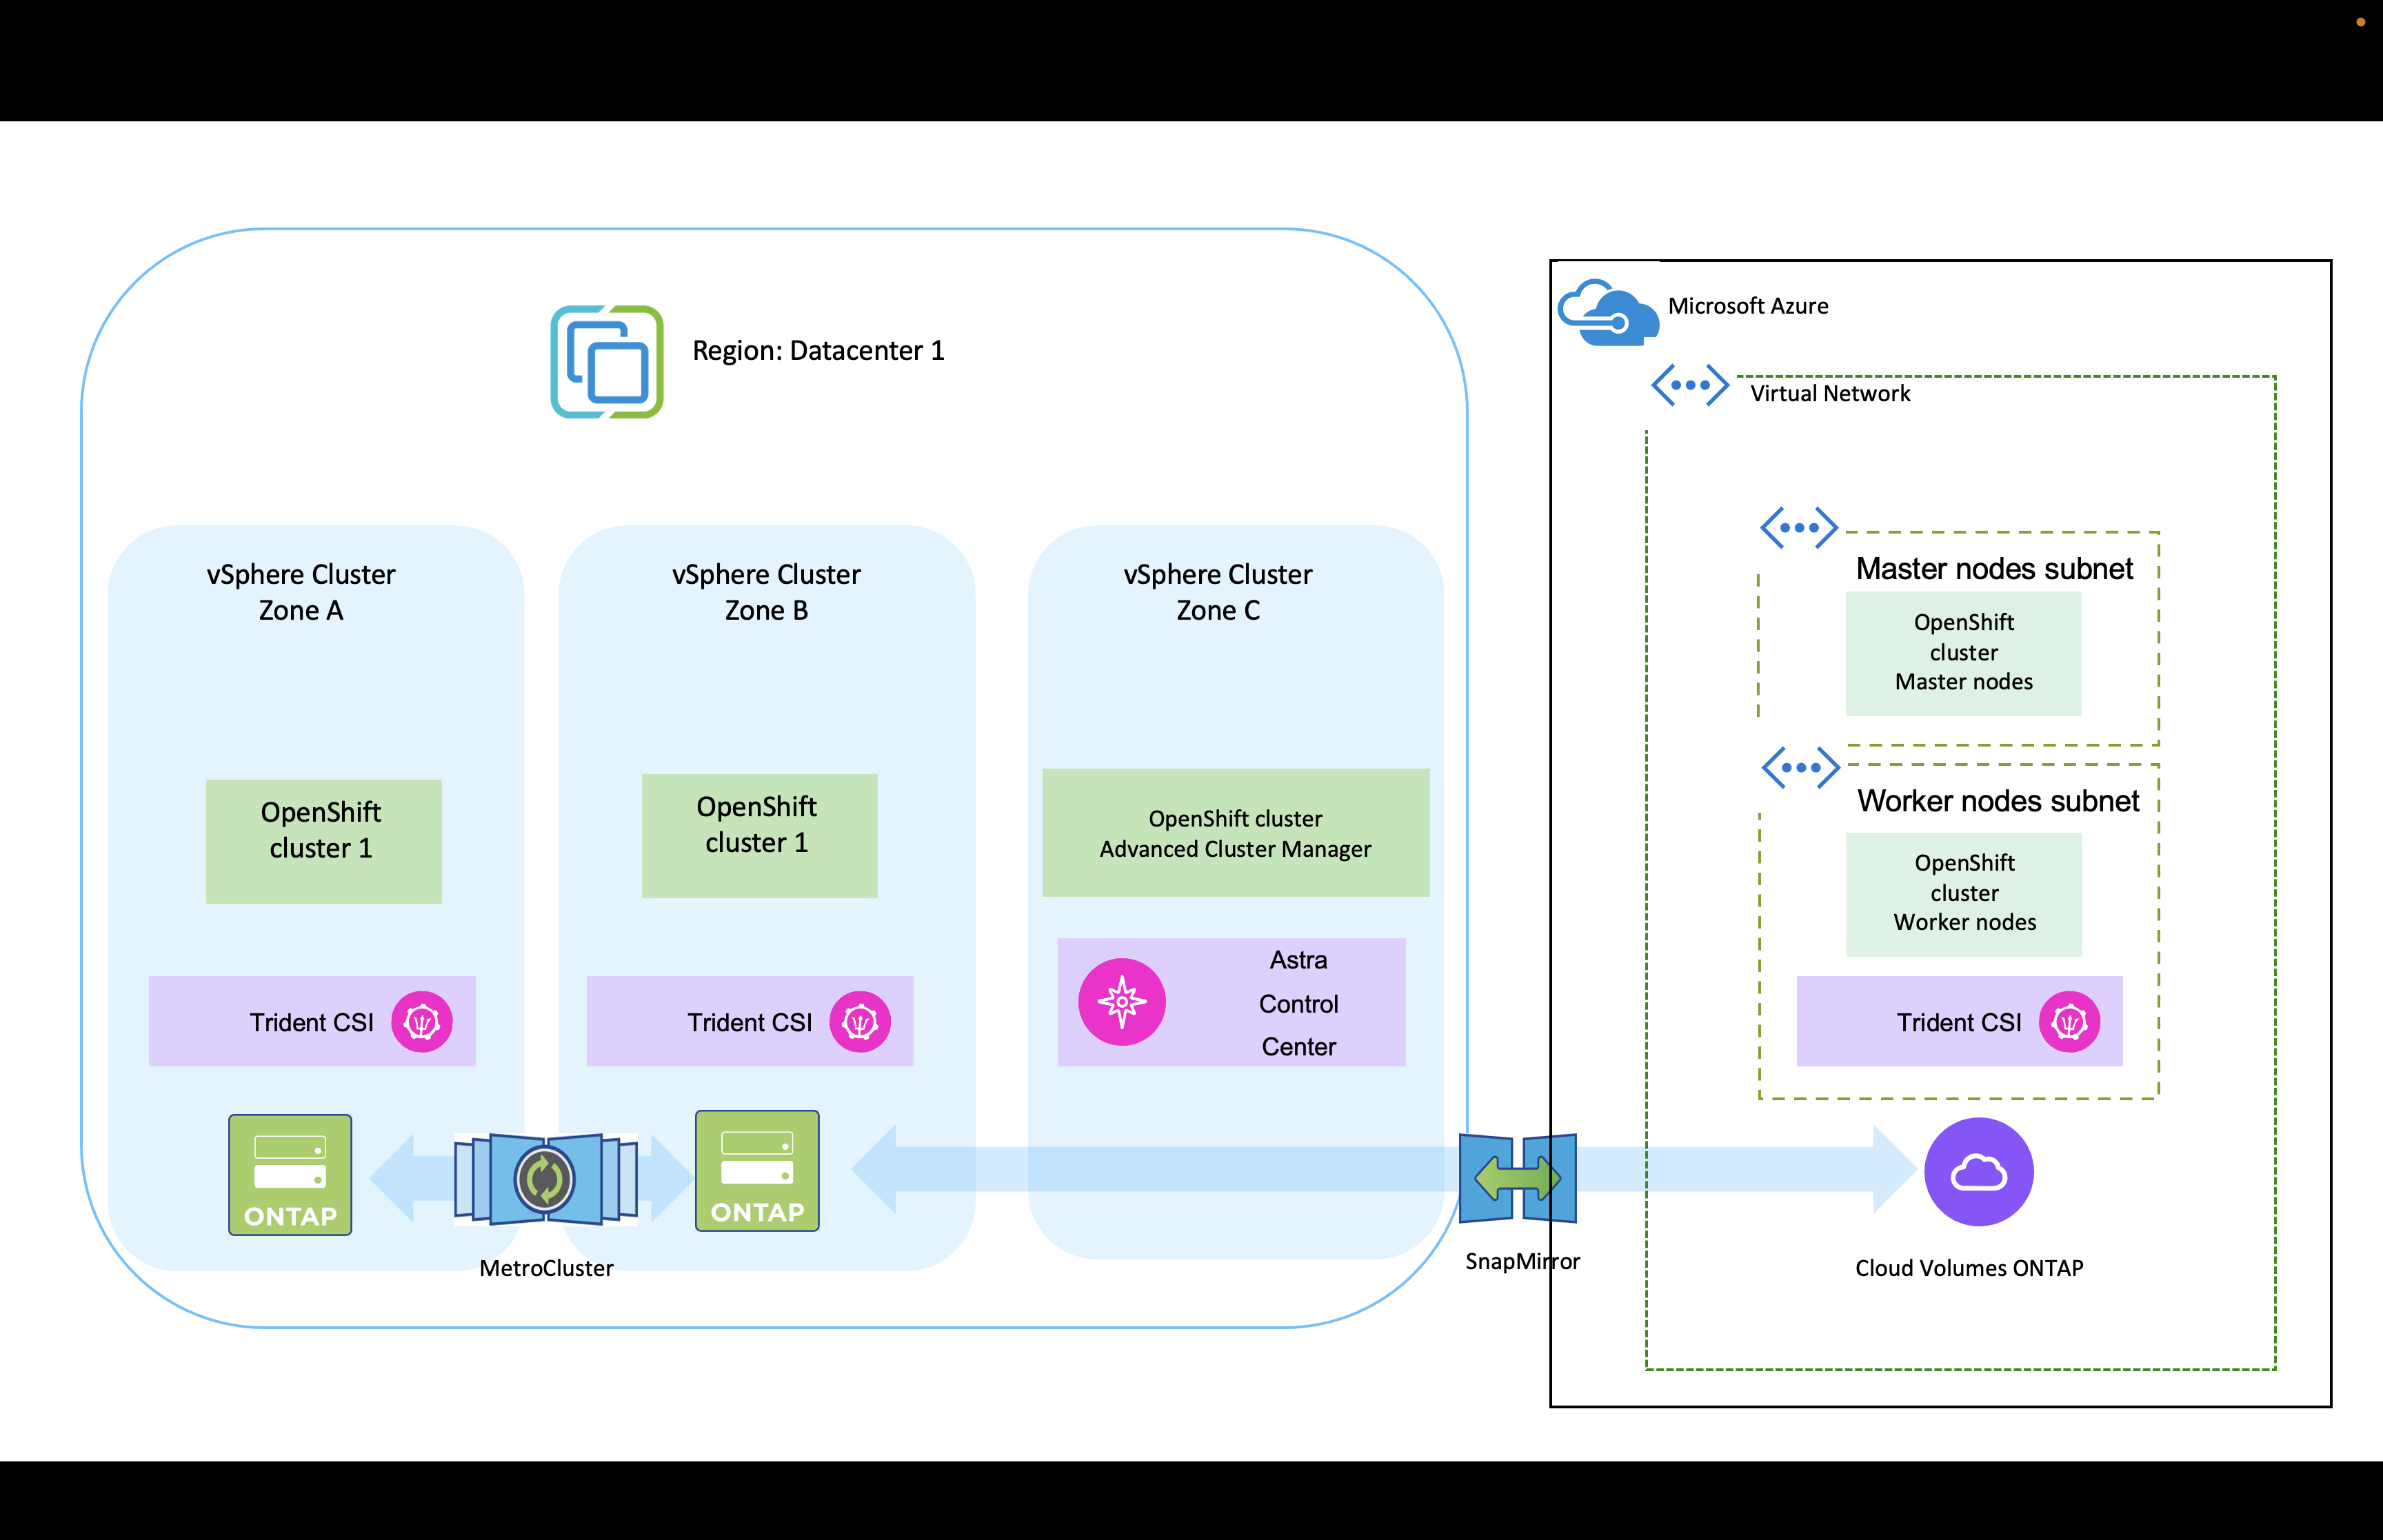 Region: Datacenter 1
vSphere Cluster
Zone A
OpenShift
cluster 1
Trident CSI
ONTAP
MetroCluster
vSphere Cluster
Zone B
OpenShift
cluster 1
Trident CSI
ONTAP
vSphere Cluster
Zone C
OpenShift cluster
Advanced Cluster Manager
Astra
Control
Center
SnapMirror
Microsoft Azure
Virtual Network
Master nodes subnet
OpenShift
cluster
Master nodes
Worker nodes subnet
OpenShift
cluster
Worker nodes
Trident CSI
Cloud Volumes ONTAP